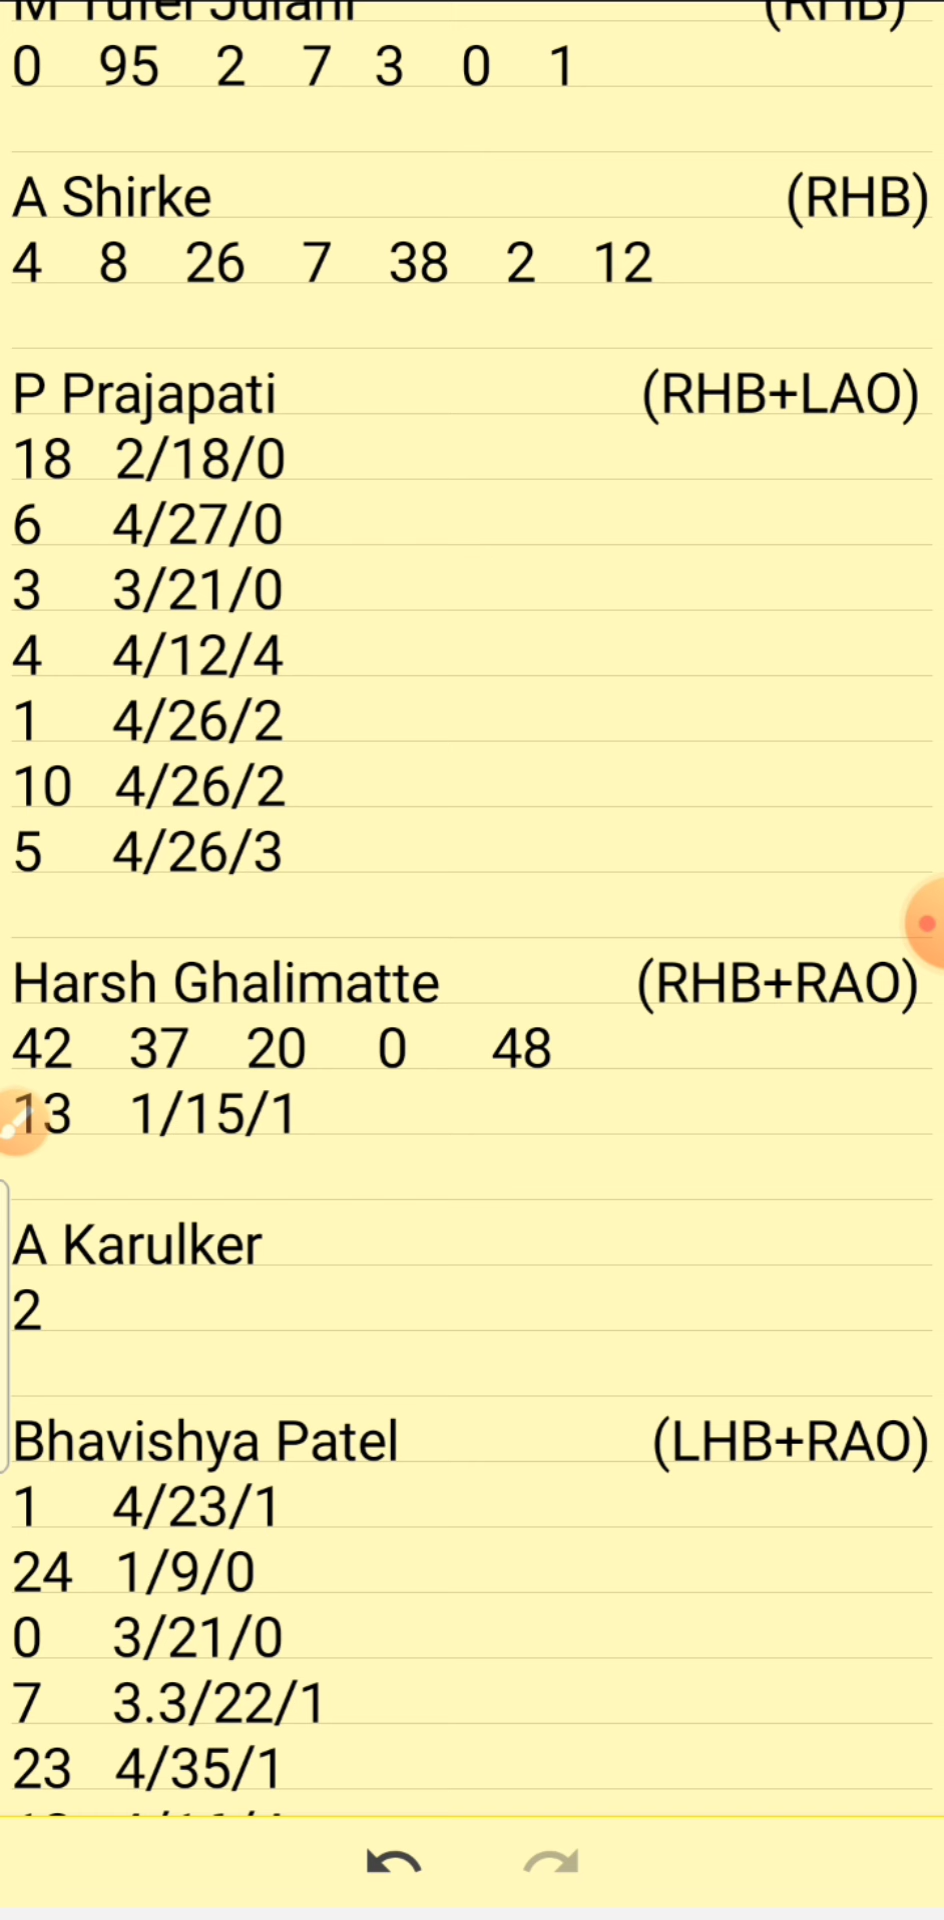 (RHB)
0 95 2 7 3 0 1
A Shirke (RHB)
4 8 26 7 38 2 12
P Prajapati (RHB+LAO)
18 2/18/0
6 4/27/0
3 3/21/0
4 4/12/4
1 4/26/2
10 4/26/2
5 4/26/3
Harsh Ghalimatte (RHB+RAO)
42 37 20 0 48
13 1/15/1
A Karulker
2
Bhavishya Patel (LHB+RAO)
1 4/23/1
24 1/9/0
0 3/21/0
7 3.3/22/1
23 4/35/1